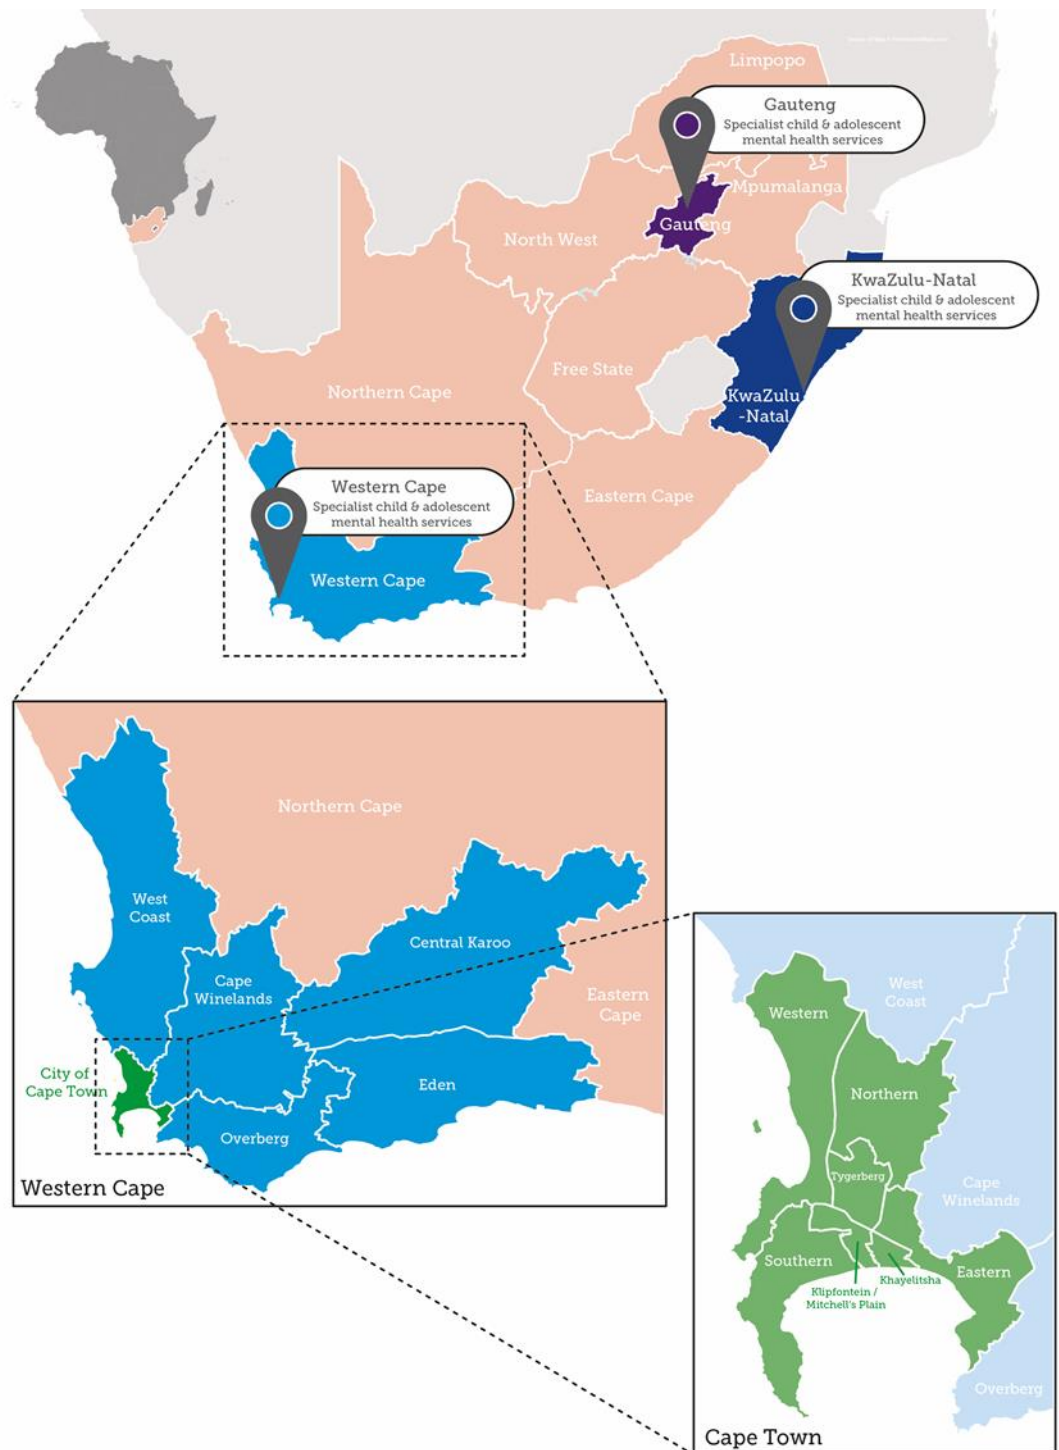 Limpopo
Gauteng
Specialist child & adolescent
mental health services
Mpumalanga
Gauteng
North West
KwaZulu-Natal
Specialist child & adolescent
mental health services
Free State
Northern Cape
KwaZulu
-Natal
Western Cape
Specialist child & adolescent
mental health services
Eastern Cape
Western Cape
Northern Cape
West
Coast
Central Karoo
Cape
Winelands
Eastern
Cape
City of
Cape Town
Eden
Overberg
Western Cape
West
Coast
Western
Northern
Tygerberg
Cape
Winelands
Southern
Eastern
Khayelitsha
Klipfontein /
Mitchell's Plain
Overberg
Cape Town